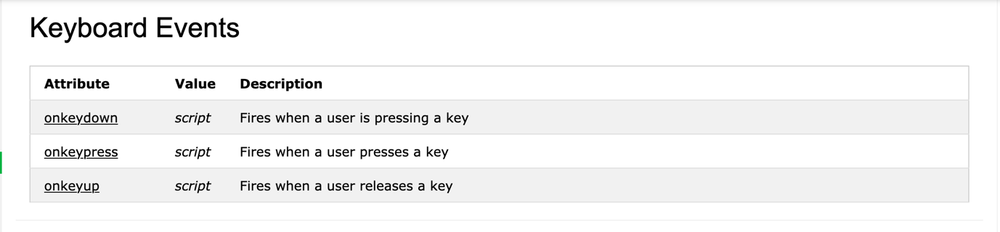 Keyboard Events
Attribute Value Description
onkeydown script Fires when a user is pressing a key
onkeypress script Fires when a user presses a key
onkeyup script Fires when a user releases a key